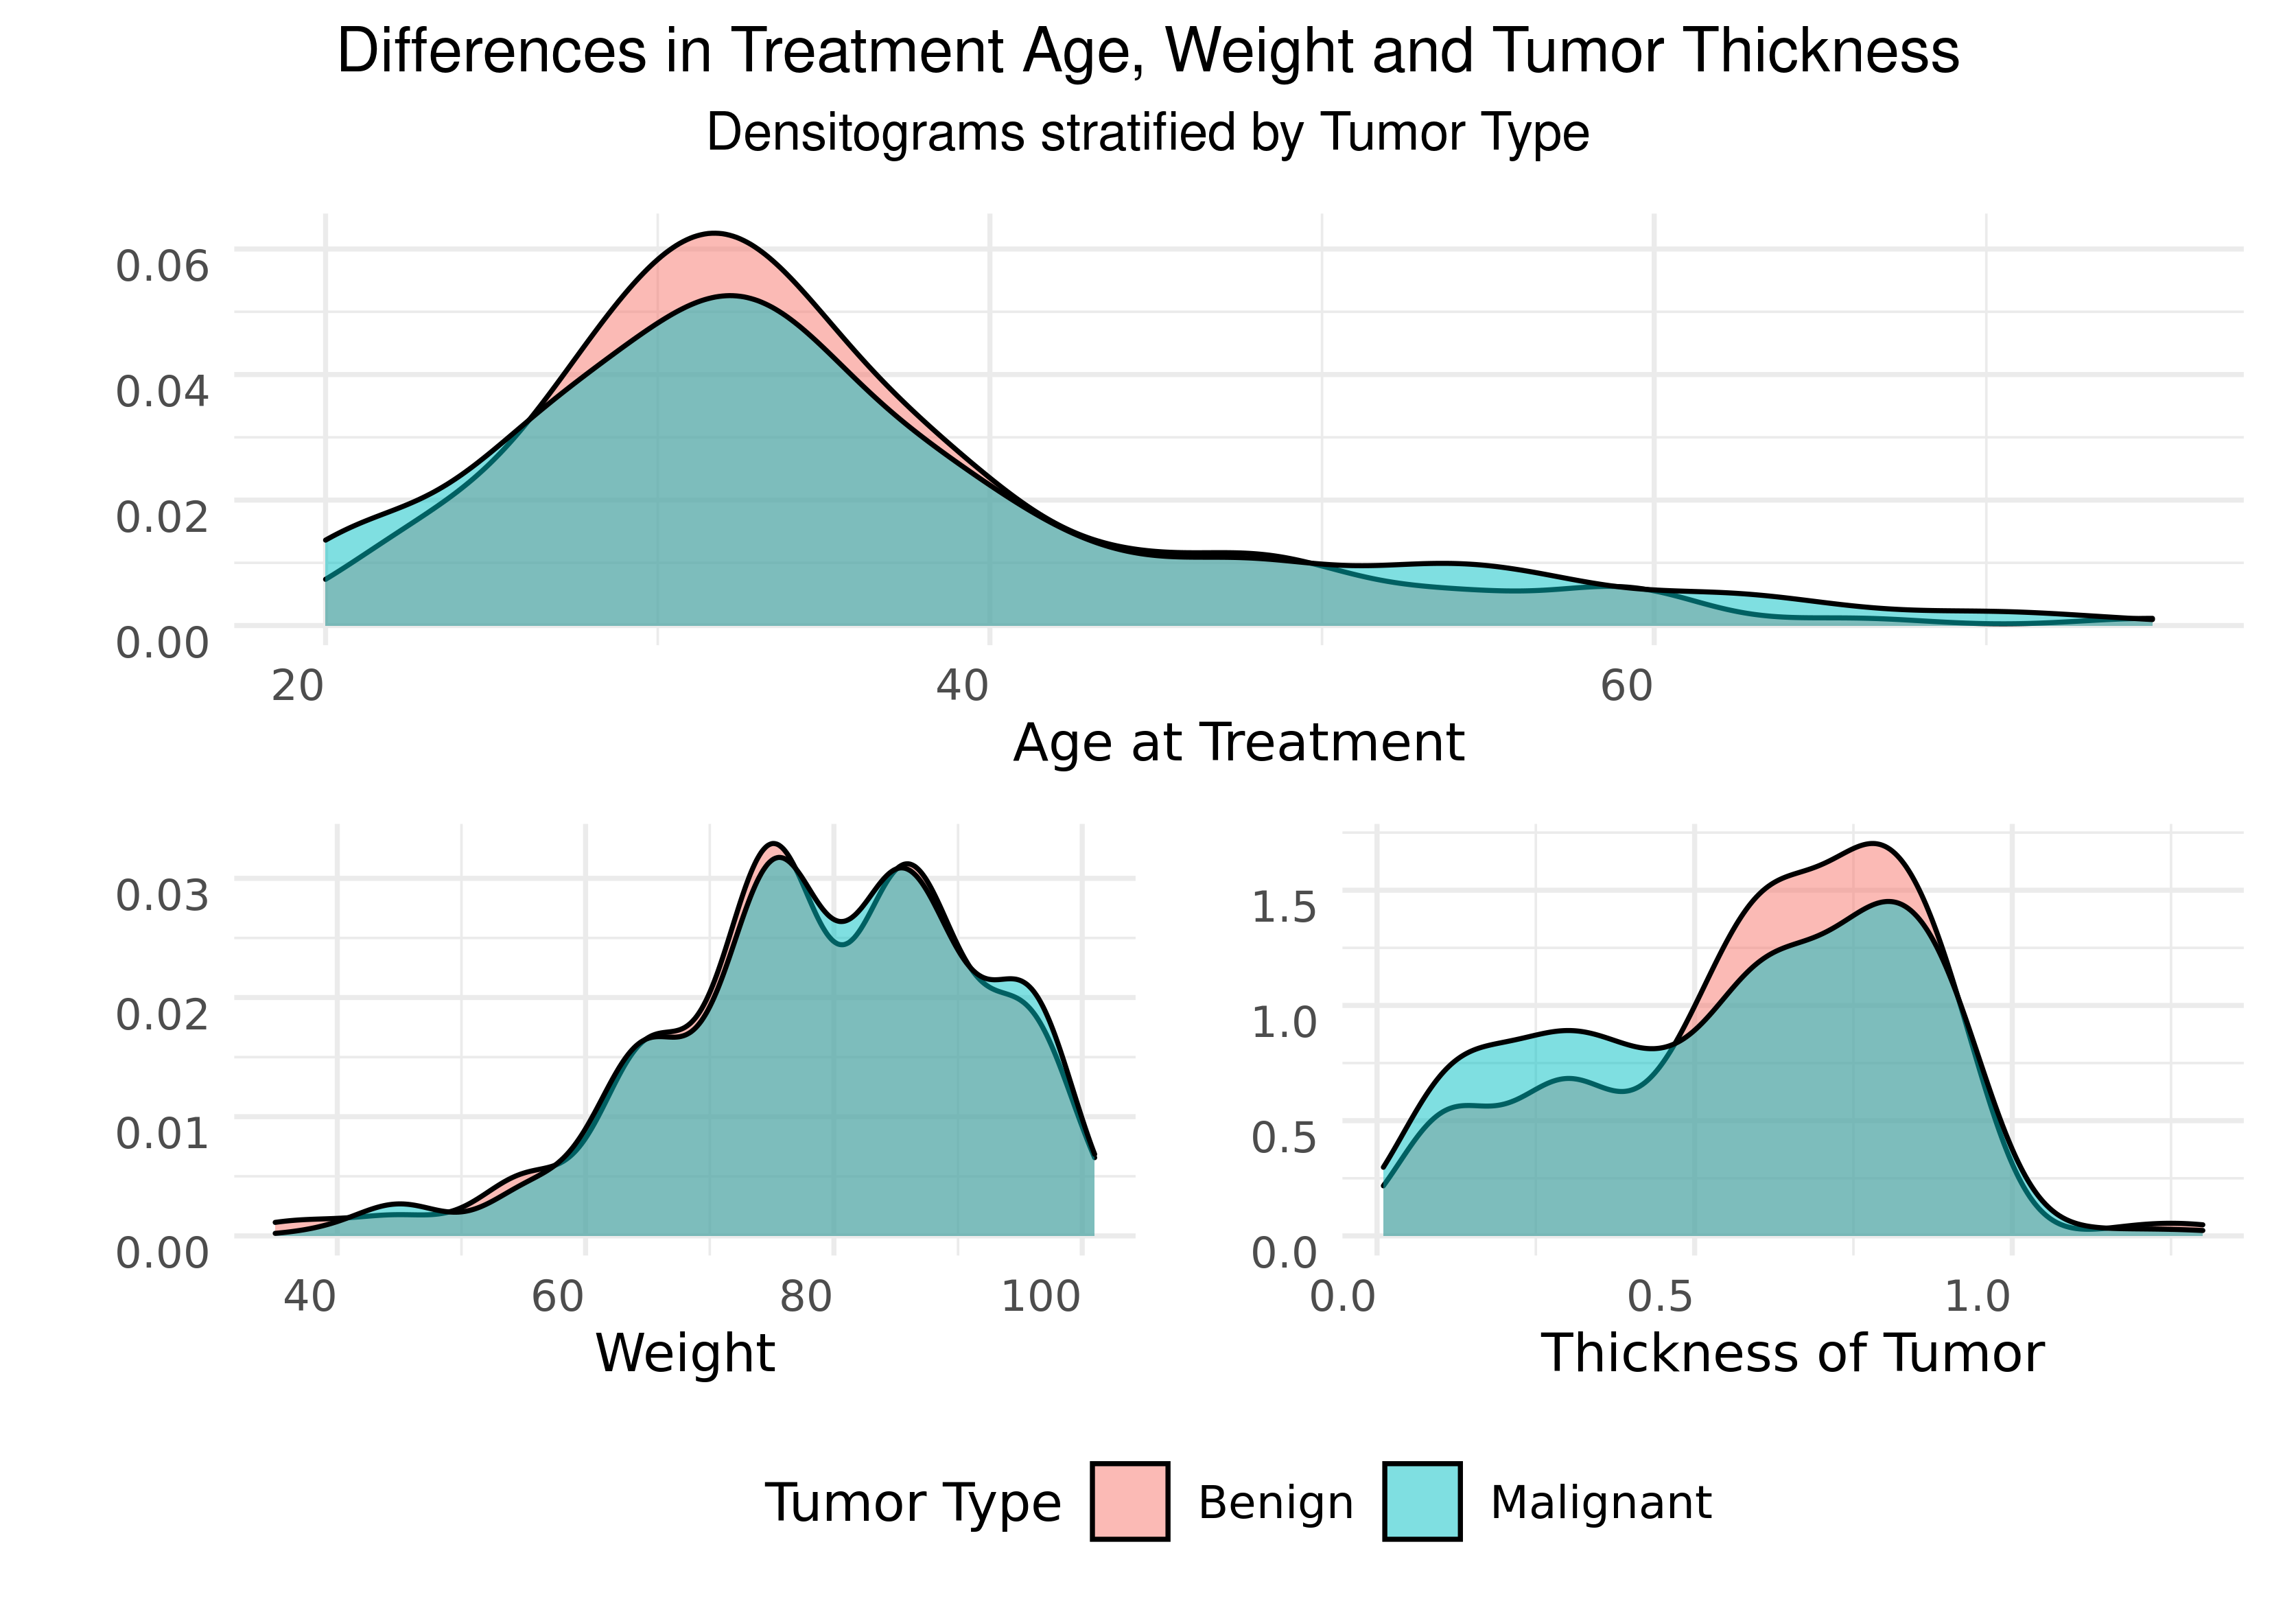 Differences in Treatment Age, Weight and Tumor Thickness
Densitograms stratified by Tumor Type
0.06
0.04
0.02
0.00
20 40 60
Age at Treatment
0.03
0.02
0.01
0.00
40 60 80 100
Weight
1.5
1.0
0.5
0.0
0.0 0.5 1.0
Thickness of Tumor
Tumor Type Benign Malignant